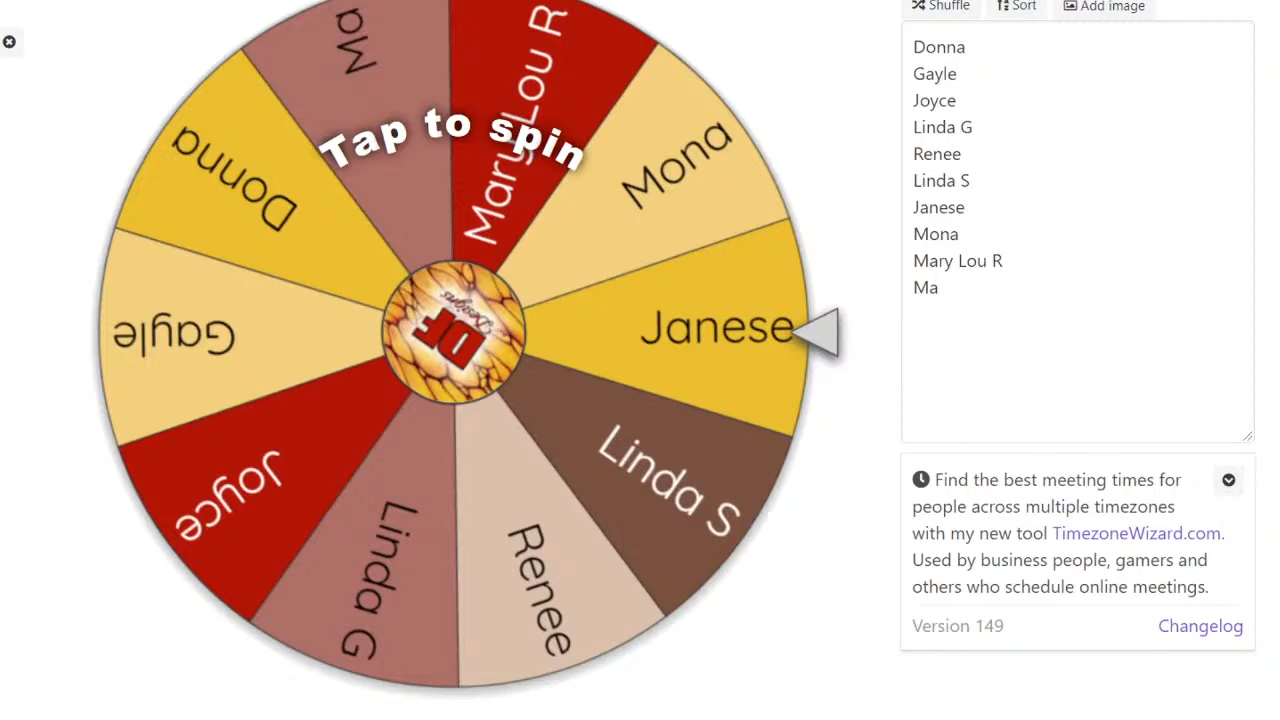 Shuffle
Sort
Add image
Donna
Gayle
Joyce
Linda G
Renee
Linda S
Janese
Mona
Mary Lou R
Ma
Tap to spin
Ma
Mary Lou R
Mona
Janese
Linda S
Renee
Linda G
Joyce
Gayle
Donna
DF
Designs
Find the best meeting times for
people across multiple timezones
with my new tool TimezoneWizard.com.
Used by business people, gamers and
others who schedule online meetings.
Version 149
Changelog